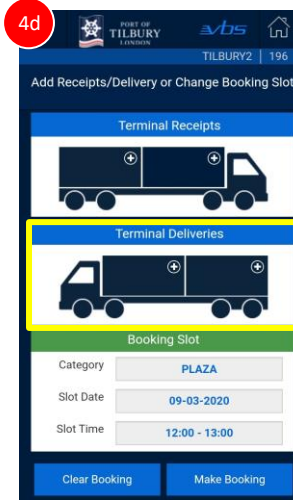 4d
PORT OF
TILBURY
LONDON
vbs
TILBURY2 | 196
Add Receipts/Delivery or Change Booking Slot
Terminal Receipts
Terminal Deliveries
Booking Slot
Category PLAZA
Slot Date 09-03-2020
Slot Time 12:00 - 13:00
Clear Booking Make Booking